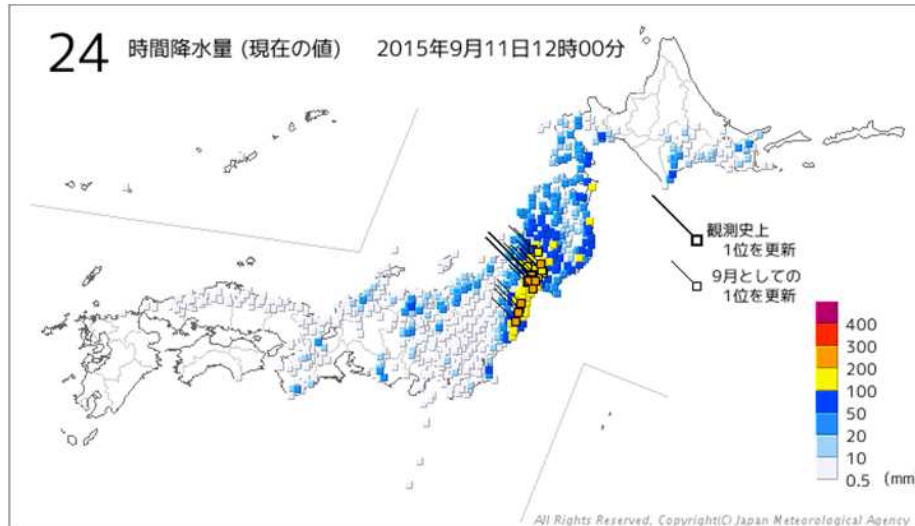 24 時間降水量 (現在の値) 2015年9月11日12時00分
観測史上
1位を更新
9月としての
1位を更新
400
300
200
100
50
20
10
0.5 (mm
All Rights Reserved, Copyright(C) Japan Meteorological Agency